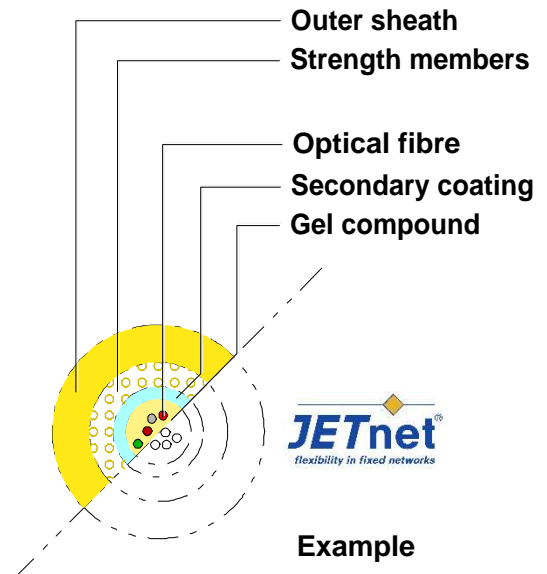 Outer sheath
Strength members
Optical fibre
Secondary coating
Gel compound
JETnet®
flexibility in fixed networks
Example